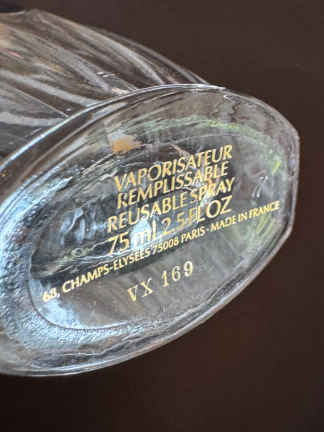 VAPORISATEUR
REMPLISSABLE
REUSABLE SPRAY
75 ml 2.5 FL OZ
68, CHAMPS-ELYSEES 75008 PARIS - MADE IN FRANCE
VX 169